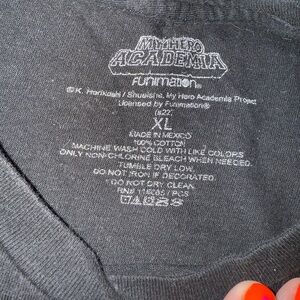 MY HERO
ACADEMIA
FUNIMATION®
©K. Horikoshi / Shueisha, My Hero Academia Project
Licensed by Funimation®
XL
MADE IN MEXICO
100% COTTON
MACHINE WASH COLD WITH LIKE COLORS
ONLY NON-CHLORINE BLEACH WHEN NEEDED.
TUMBLE DRY LOW.
DO NOT IRON IF DECORATED.
DO NOT DRY CLEAN.